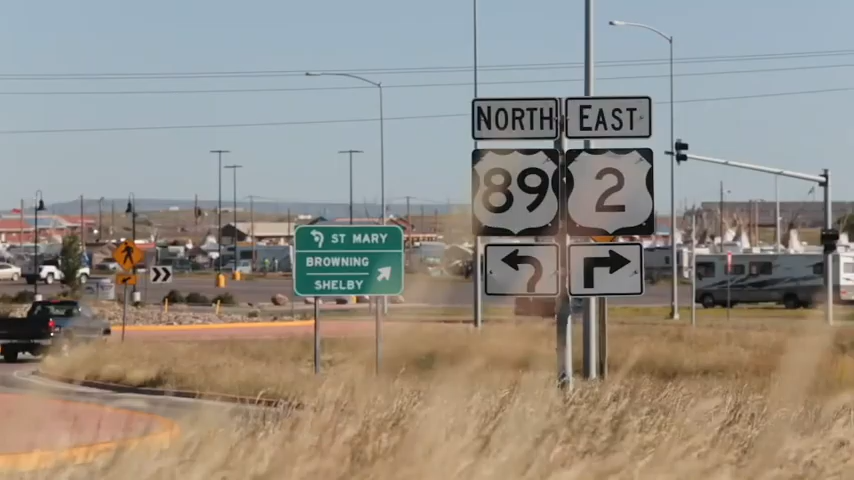 NORTH
EAST
89
2
ST MARY
BROWNING
SHELBY